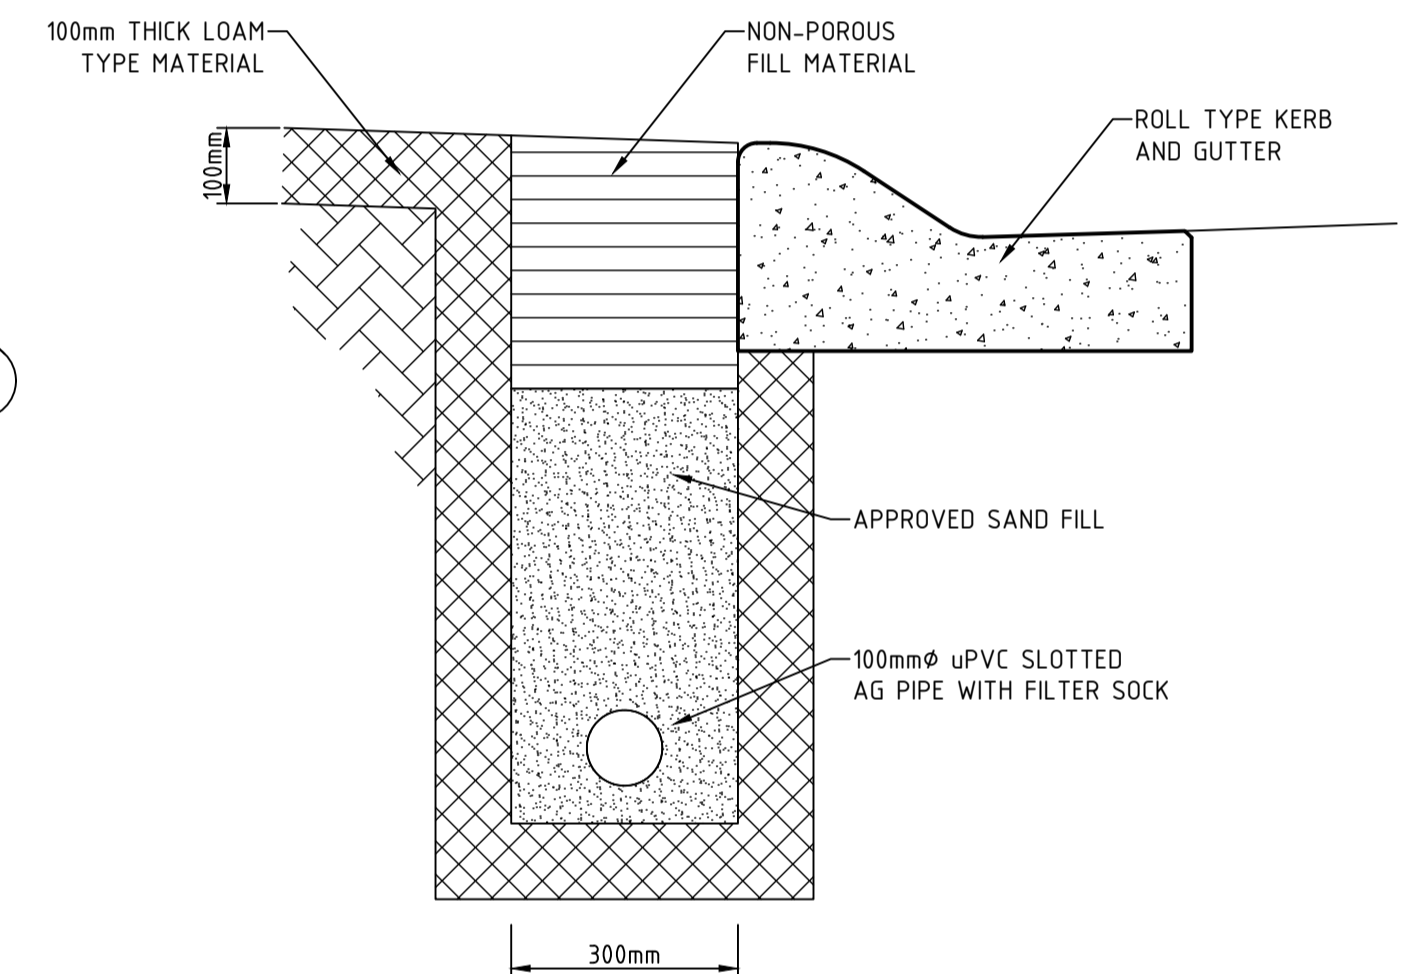 100mm THICK LOAM
TYPE MATERIAL
NON-POROUS
FILL MATERIAL
ROLL TYPE KERB
AND GUTTER
100mm
APPROVED SAND FILL
100mmø uPVC SLOTTED
AG PIPE WITH FILTER SOCK
300mm